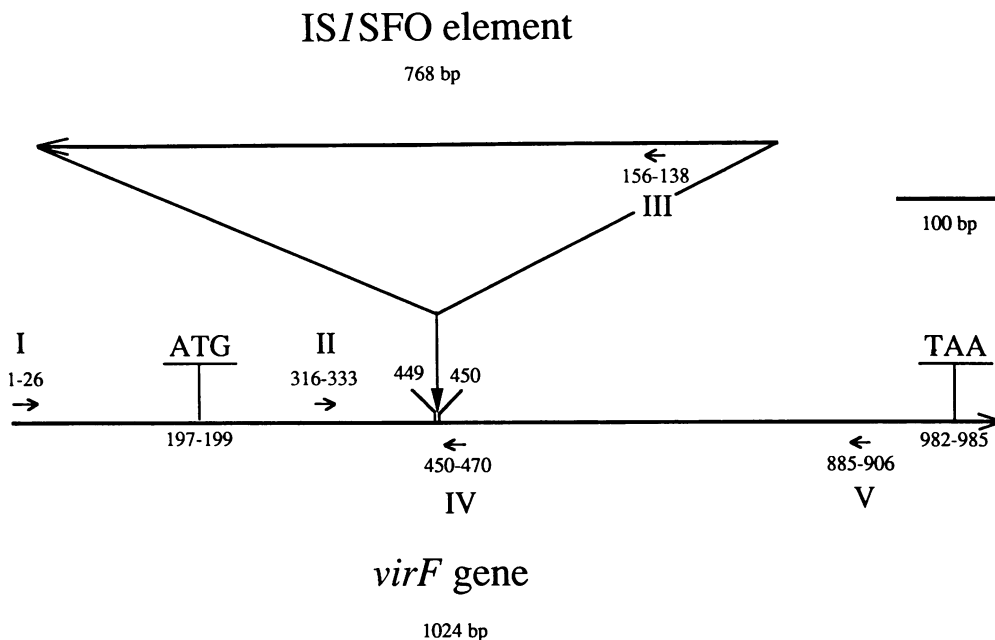 IS1SFO element
768 bp
156-138
III
100 bp
I
ATG
II
TAA
1-26
316-333
449
450
197-199
450-470
885-906
982-985
IV
V
virF gene
1024 bp